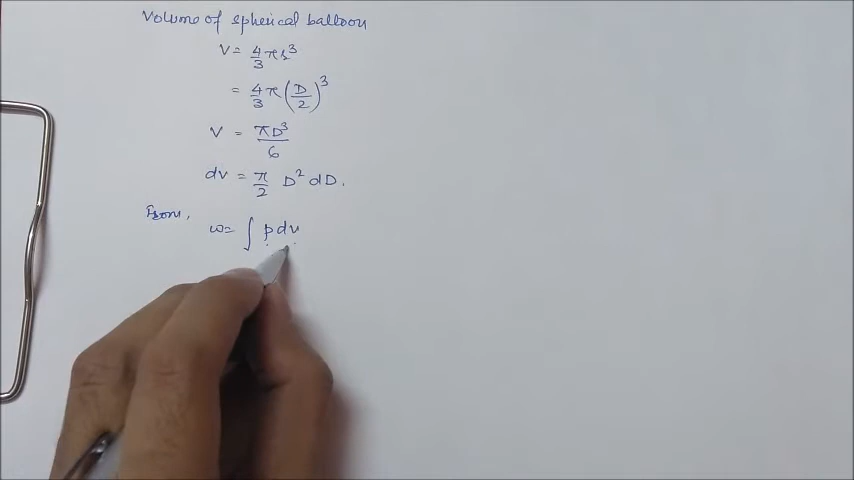 Volume of spherical balloon
V = 4/3 πr³
= 4/3 π (D/2)³
V = πD³/6
dv = π/2 D² dD.
From,
w = ∫ p dv